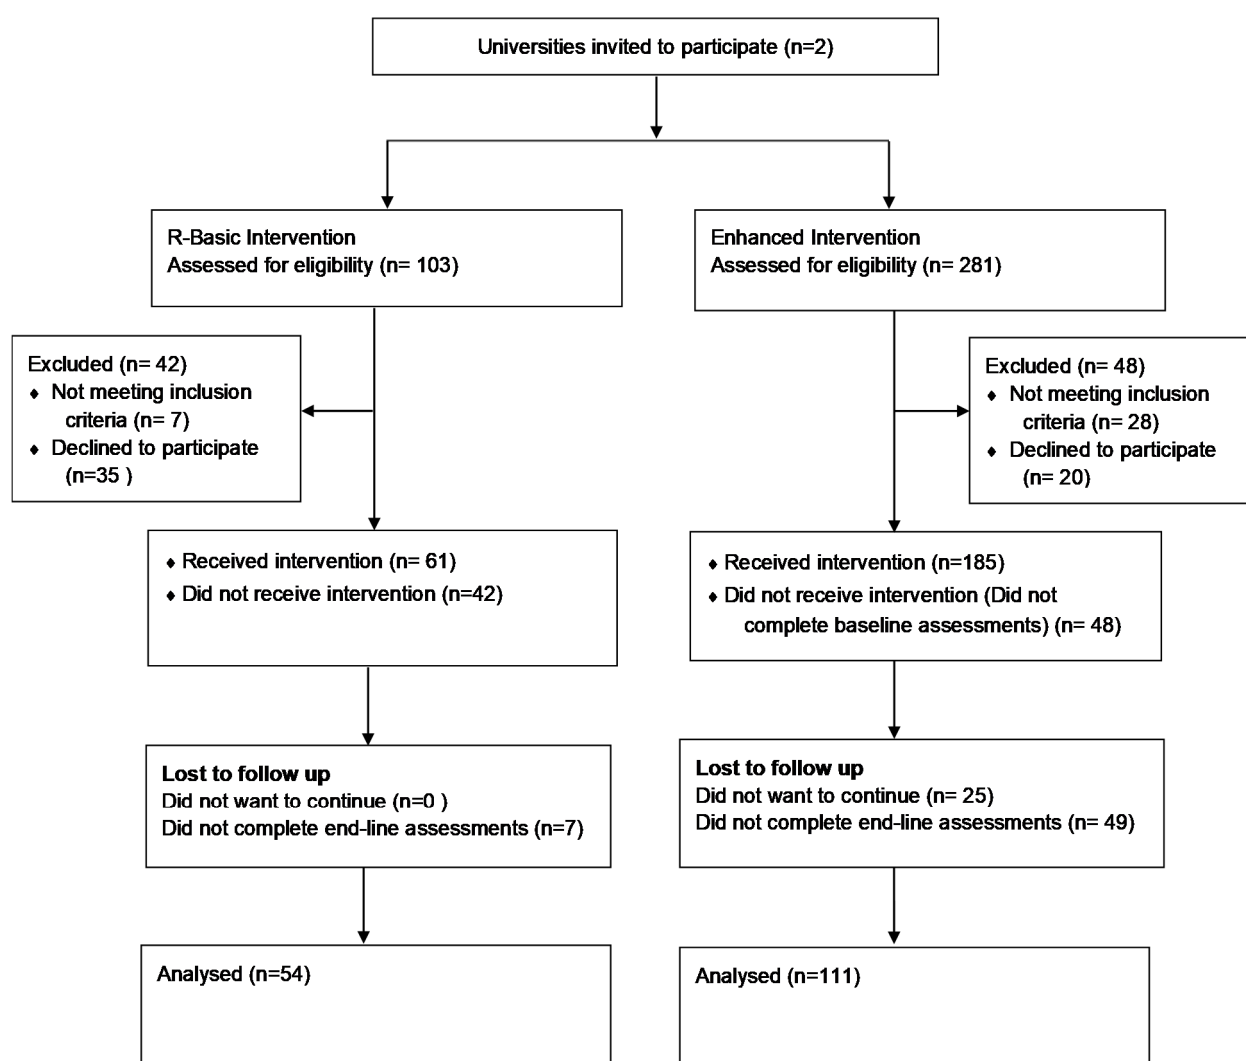 Universities invited to participate (n=2)
R-Basic Intervention
Assessed for eligibility (n= 103)
Enhanced Intervention
Assessed for eligibility (n= 281)
Excluded (n= 42)
♦ Not meeting inclusion
criteria (n= 7)
♦ Declined to participate
(n=35 )
Excluded (n= 48)
♦ Not meeting inclusion
criteria (n= 28)
♦ Declined to participate
(n= 20)
♦ Received intervention (n= 61)
♦ Did not receive intervention (n=42)
♦ Received intervention (n=185)
♦ Did not receive intervention (Did not
complete baseline assessments) (n= 48)
Lost to follow up
Did not want to continue (n=0 )
Did not complete end-line assessments (n=7)
Lost to follow up
Did not want to continue (n= 25)
Did not complete end-line assessments (n= 49)
Analysed (n=54)
Analysed (n=111)